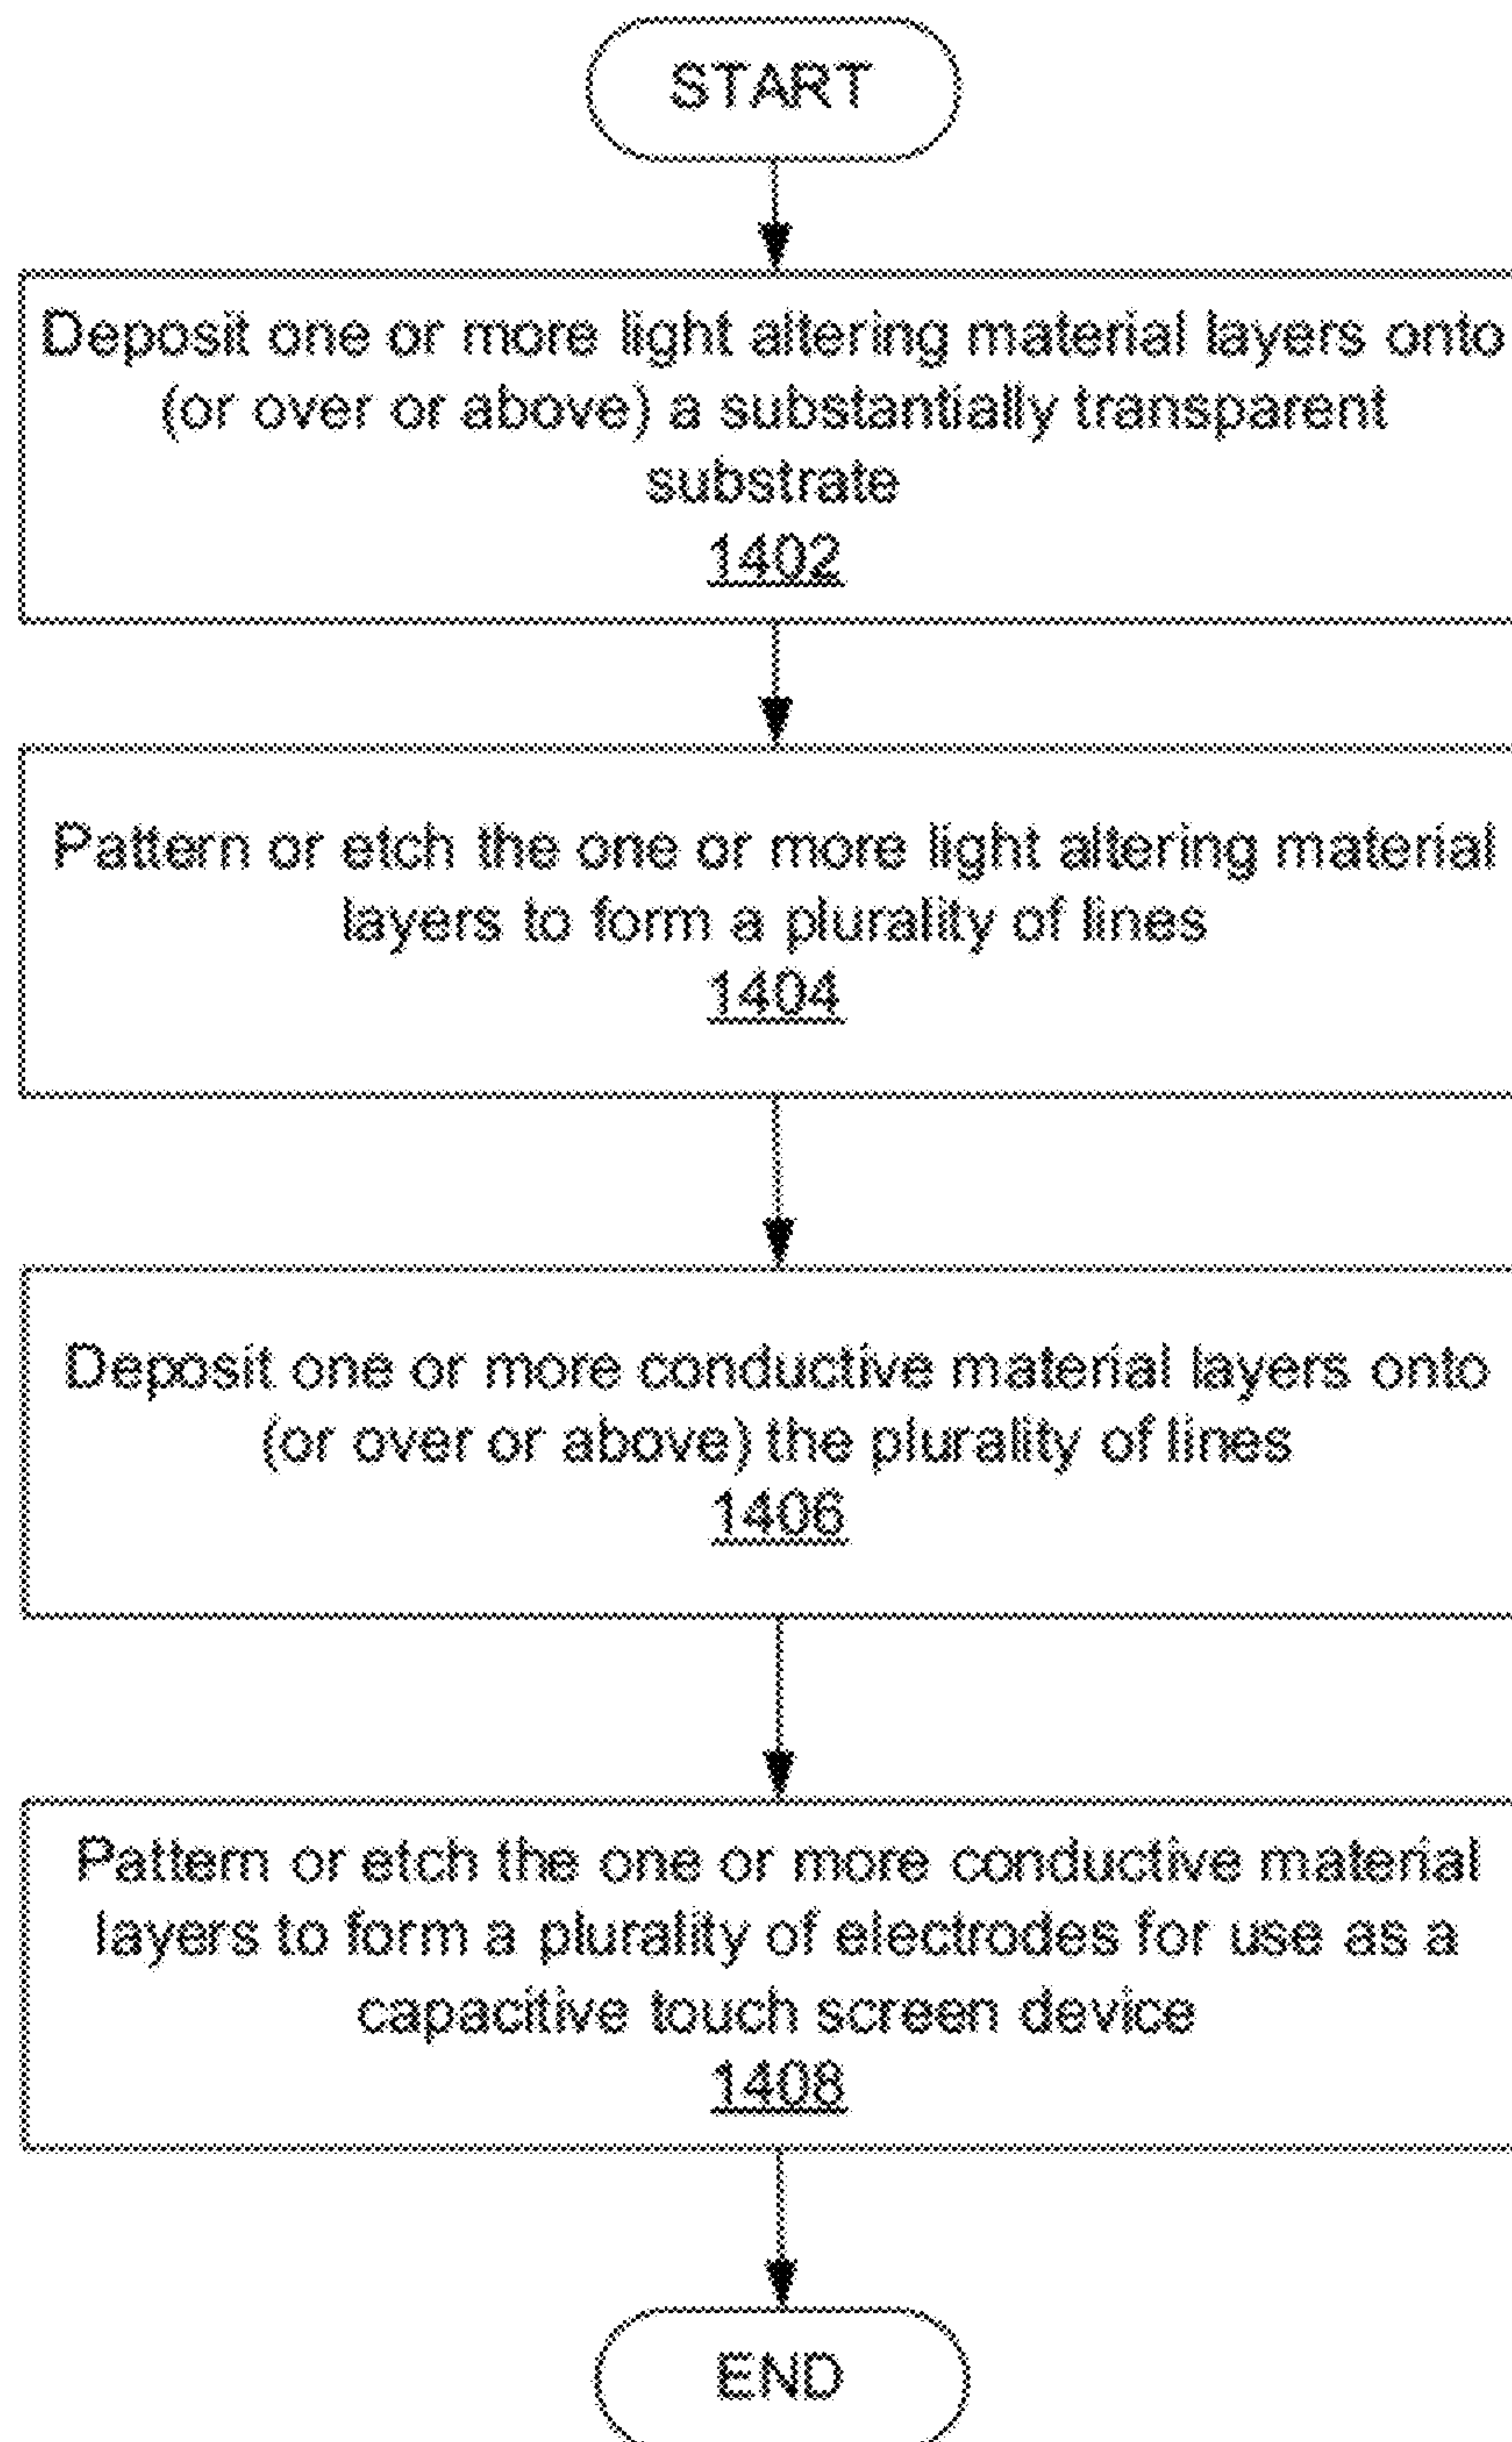 START
Deposit one or more light altering material layers onto
(or over or above) a substantially transparent
substrate
1402
Pattern or etch the one or more light altering material
layers to form a plurality of lines
1404
Deposit one or more conductive material layers onto
(or over or above) the plurality of lines
1406
Pattern or etch the one or more conductive material
layers to form a plurality of electrodes for use as a
capacitive touch screen device
1408
END